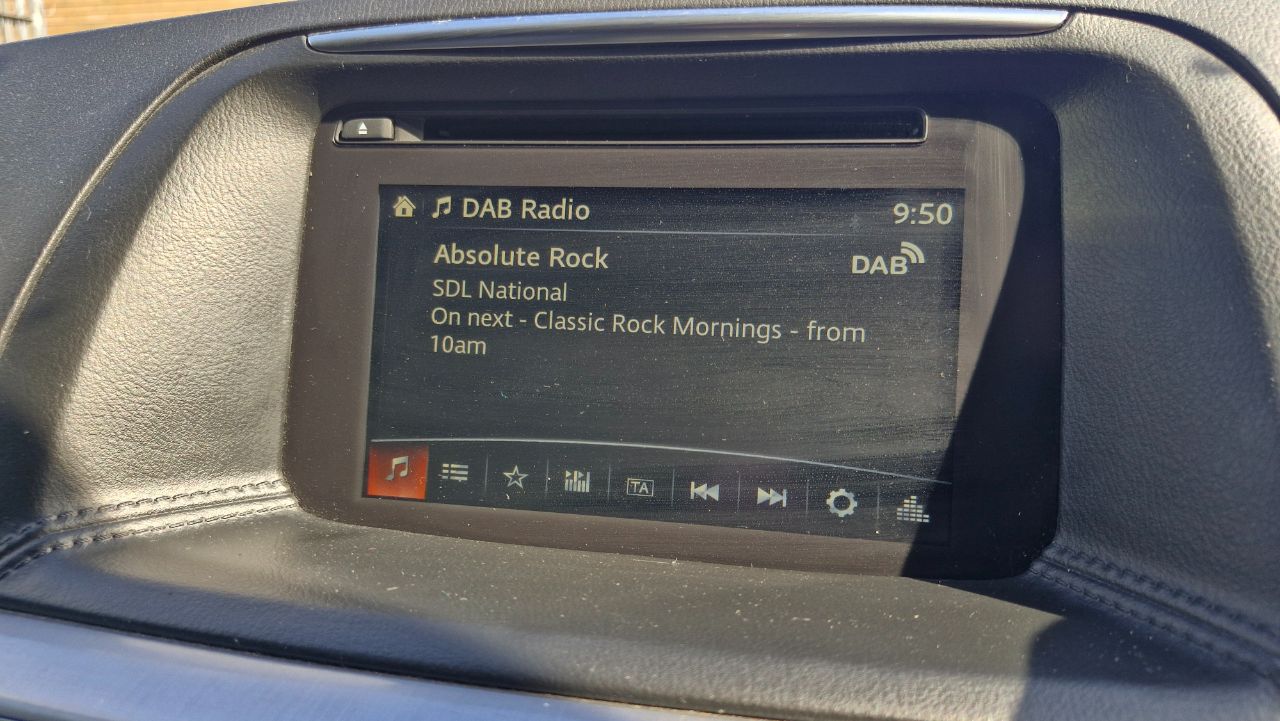 DAB Radio 9:50
Absolute Rock DAB
SDL National
On next - Classic Rock Mornings - from
10am
TA